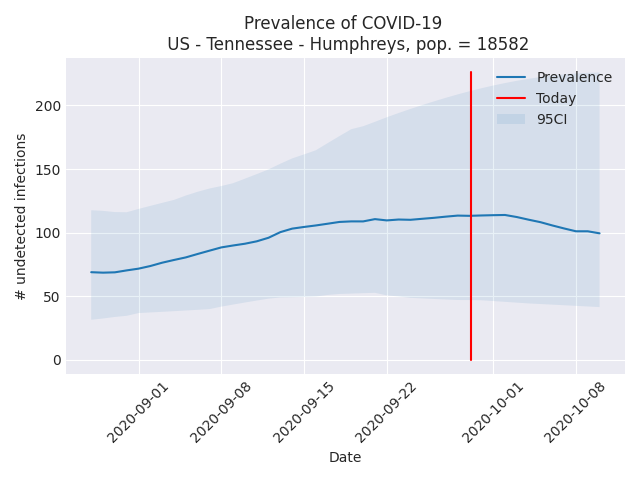 Prevalence of COVID-19
US - Tennessee - Humphreys, pop. = 18582
Prevalence
Today
95CI
# undetected infections
200
150
100
50
0
2020-09-01
2020-09-08
2020-09-15
2020-09-22
2020-10-01
2020-10-08
Date